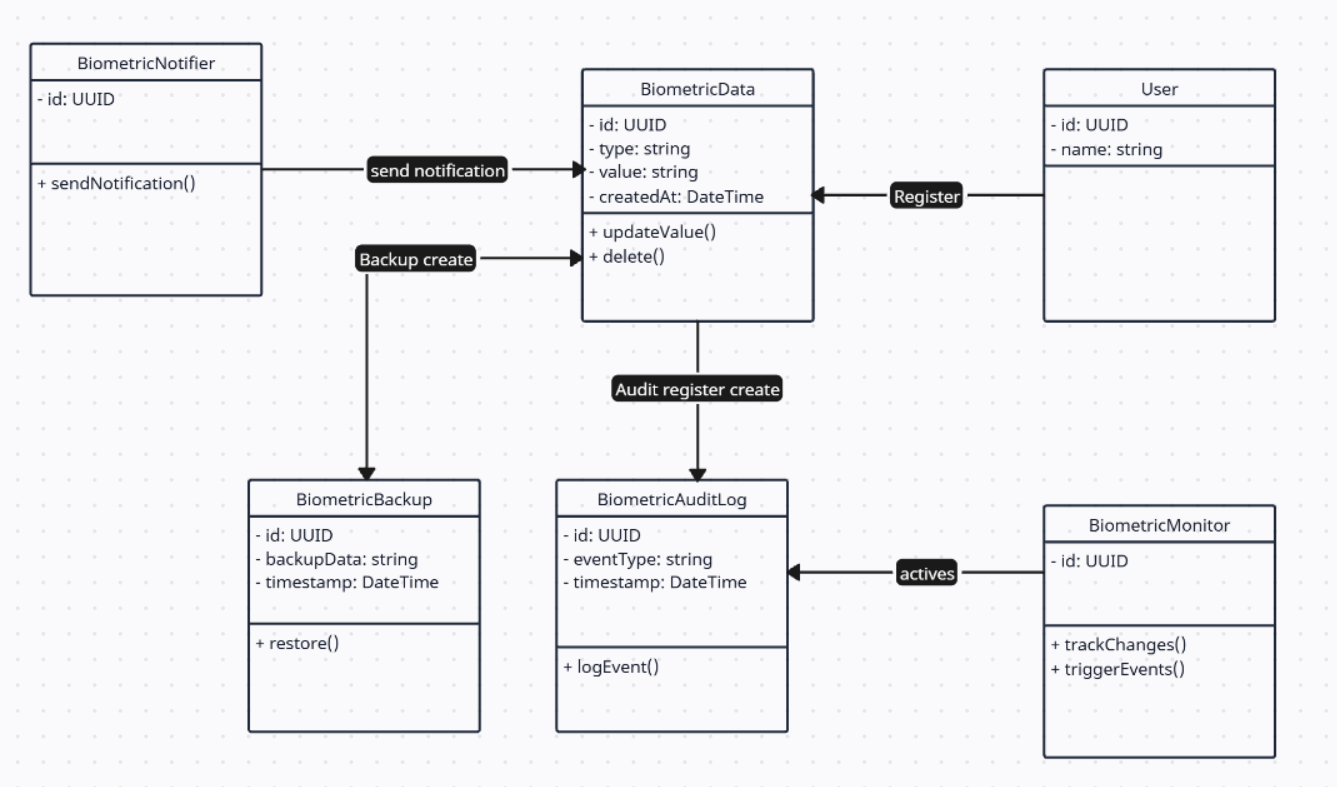 BiometricNotifier
- id: UUID
+ sendNotification()
send notification
BiometricData
- id: UUID
- type: string
- value: string
- createdAt: DateTime
+ updateValue()
+ delete()
Register
User
- id: UUID
- name: string
Backup create
Audit register create
BiometricBackup
- id: UUID
- backupData: string
- timestamp: DateTime
+ restore()
BiometricAuditLog
- id: UUID
- eventType: string
- timestamp: DateTime
+ logEvent()
actives
BiometricMonitor
- id: UUID
+ trackChanges()
+ triggerEvents()